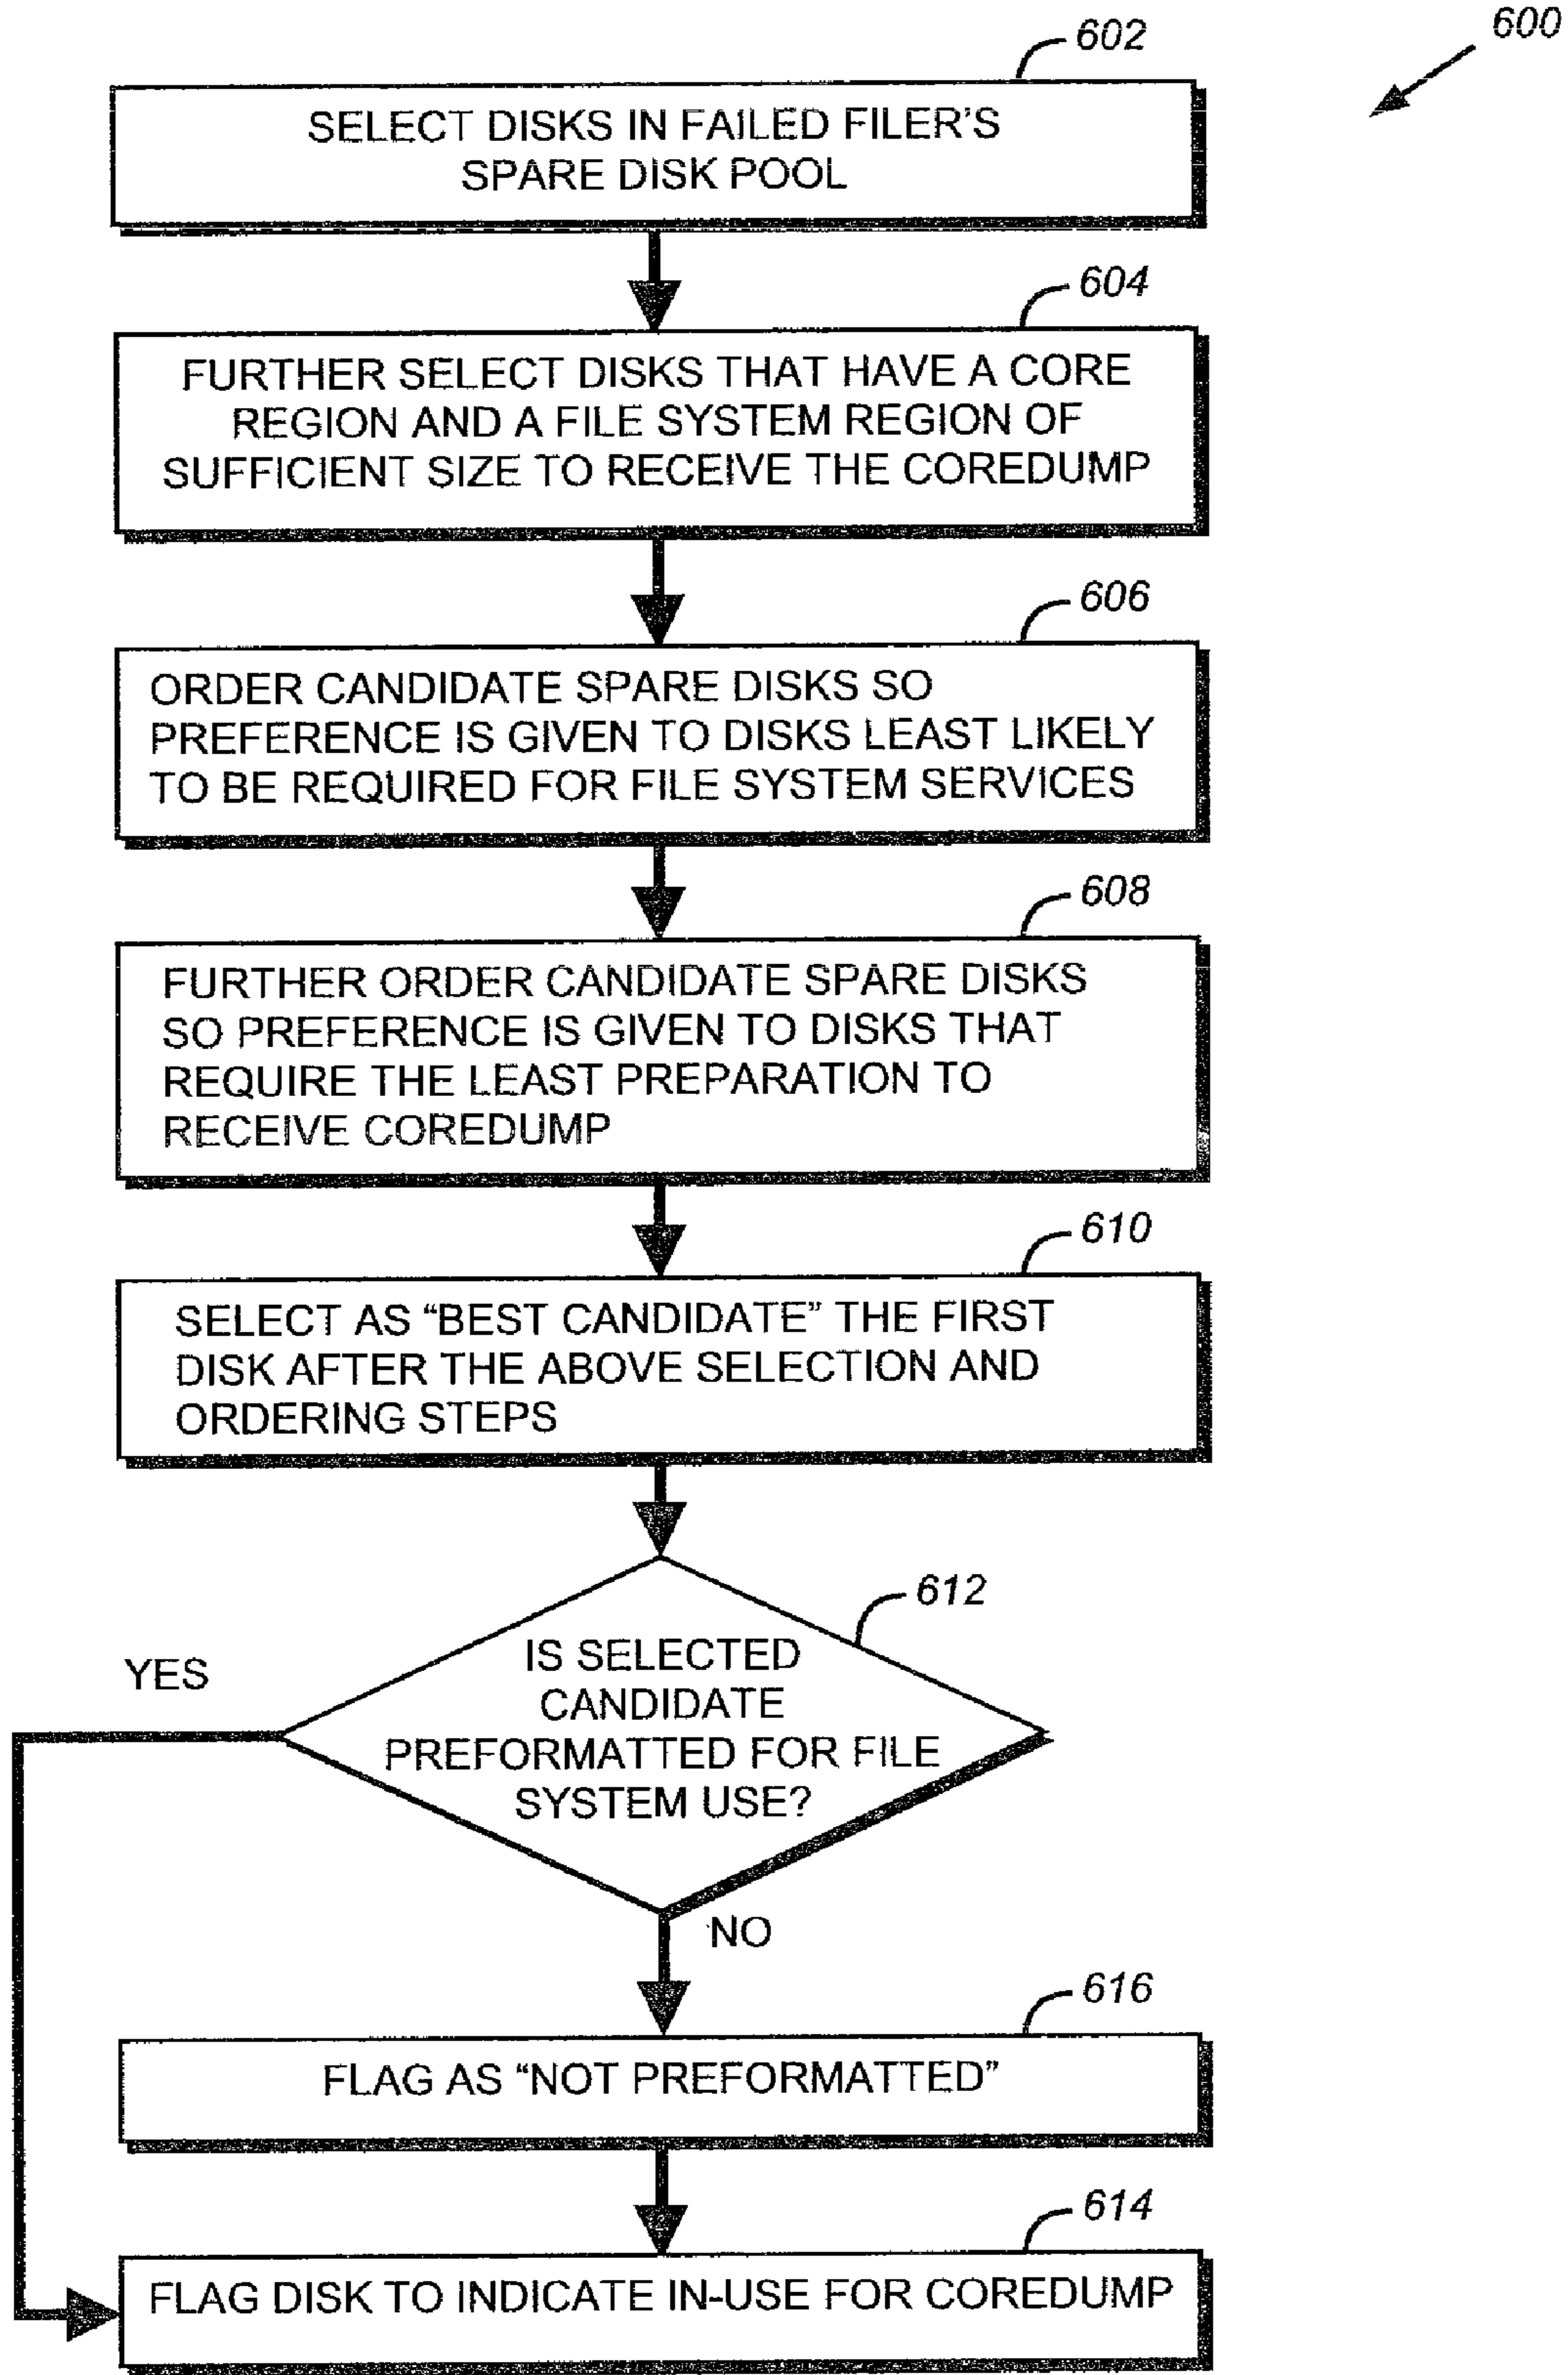 600
602
SELECT DISKS IN FAILED FILER'S
SPARE DISK POOL
604
FURTHER SELECT DISKS THAT HAVE A CORE
REGION AND A FILE SYSTEM REGION OF
SUFFICIENT SIZE TO RECEIVE THE COREDUMP
606
ORDER CANDIDATE SPARE DISKS SO
PREFERENCE IS GIVEN TO DISKS LEAST LIKELY
TO BE REQUIRED FOR FILE SYSTEM SERVICES
608
FURTHER ORDER CANDIDATE SPARE DISKS
SO PREFERENCE IS GIVEN TO DISKS THAT
REQUIRE THE LEAST PREPARATION TO
RECEIVE COREDUMP
610
SELECT AS “BEST CANDIDATE” THE FIRST
DISK AFTER THE ABOVE SELECTION AND
ORDERING STEPS
612
IS SELECTED
CANDIDATE
PREFORMATTED FOR FILE
SYSTEM USE?
YES
NO
616
FLAG AS “NOT PREFORMATTED”
614
FLAG DISK TO INDICATE IN-USE FOR COREDUMP